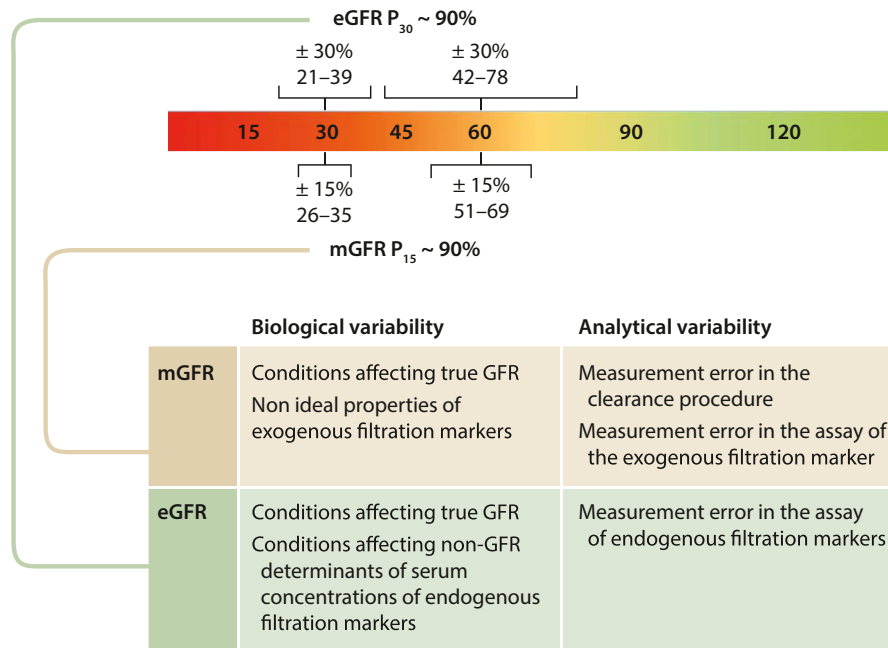 eGFR P30 ~ 90%
± 30%
21–39
± 30%
42–78
15 30 45 60 90 120
± 15%
26–35
± 15%
51–69
mGFR P15 ~ 90%
Biological variability
Analytical variability
mGFR
Conditions affecting true GFR
Non ideal properties of
exogenous filtration markers
Measurement error in the
clearance procedure
Measurement error in the assay of
the exogenous filtration marker
eGFR
Conditions affecting true GFR
Conditions affecting non-GFR
determinants of serum
concentrations of endogenous
filtration markers
Measurement error in the assay
of endogenous filtration markers